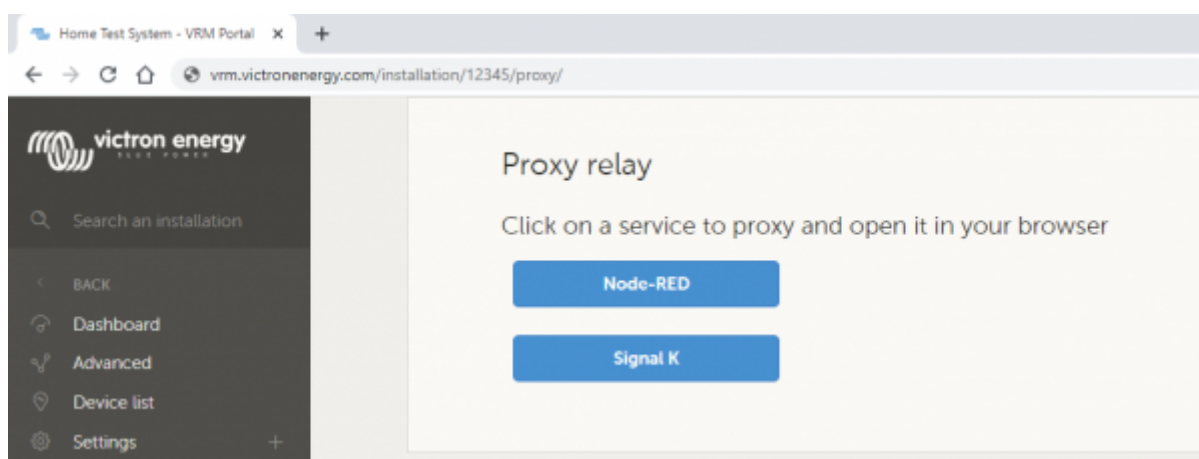 Home Test System - VRM Portal
vrm.victronenergy.com/installation/12345/proxy/
victron energy
BLUE POWER
Search an installation
BACK
Dashboard
Advanced
Device list
Settings
Proxy relay
Click on a service to proxy and open it in your browser
Node-RED
Signal K